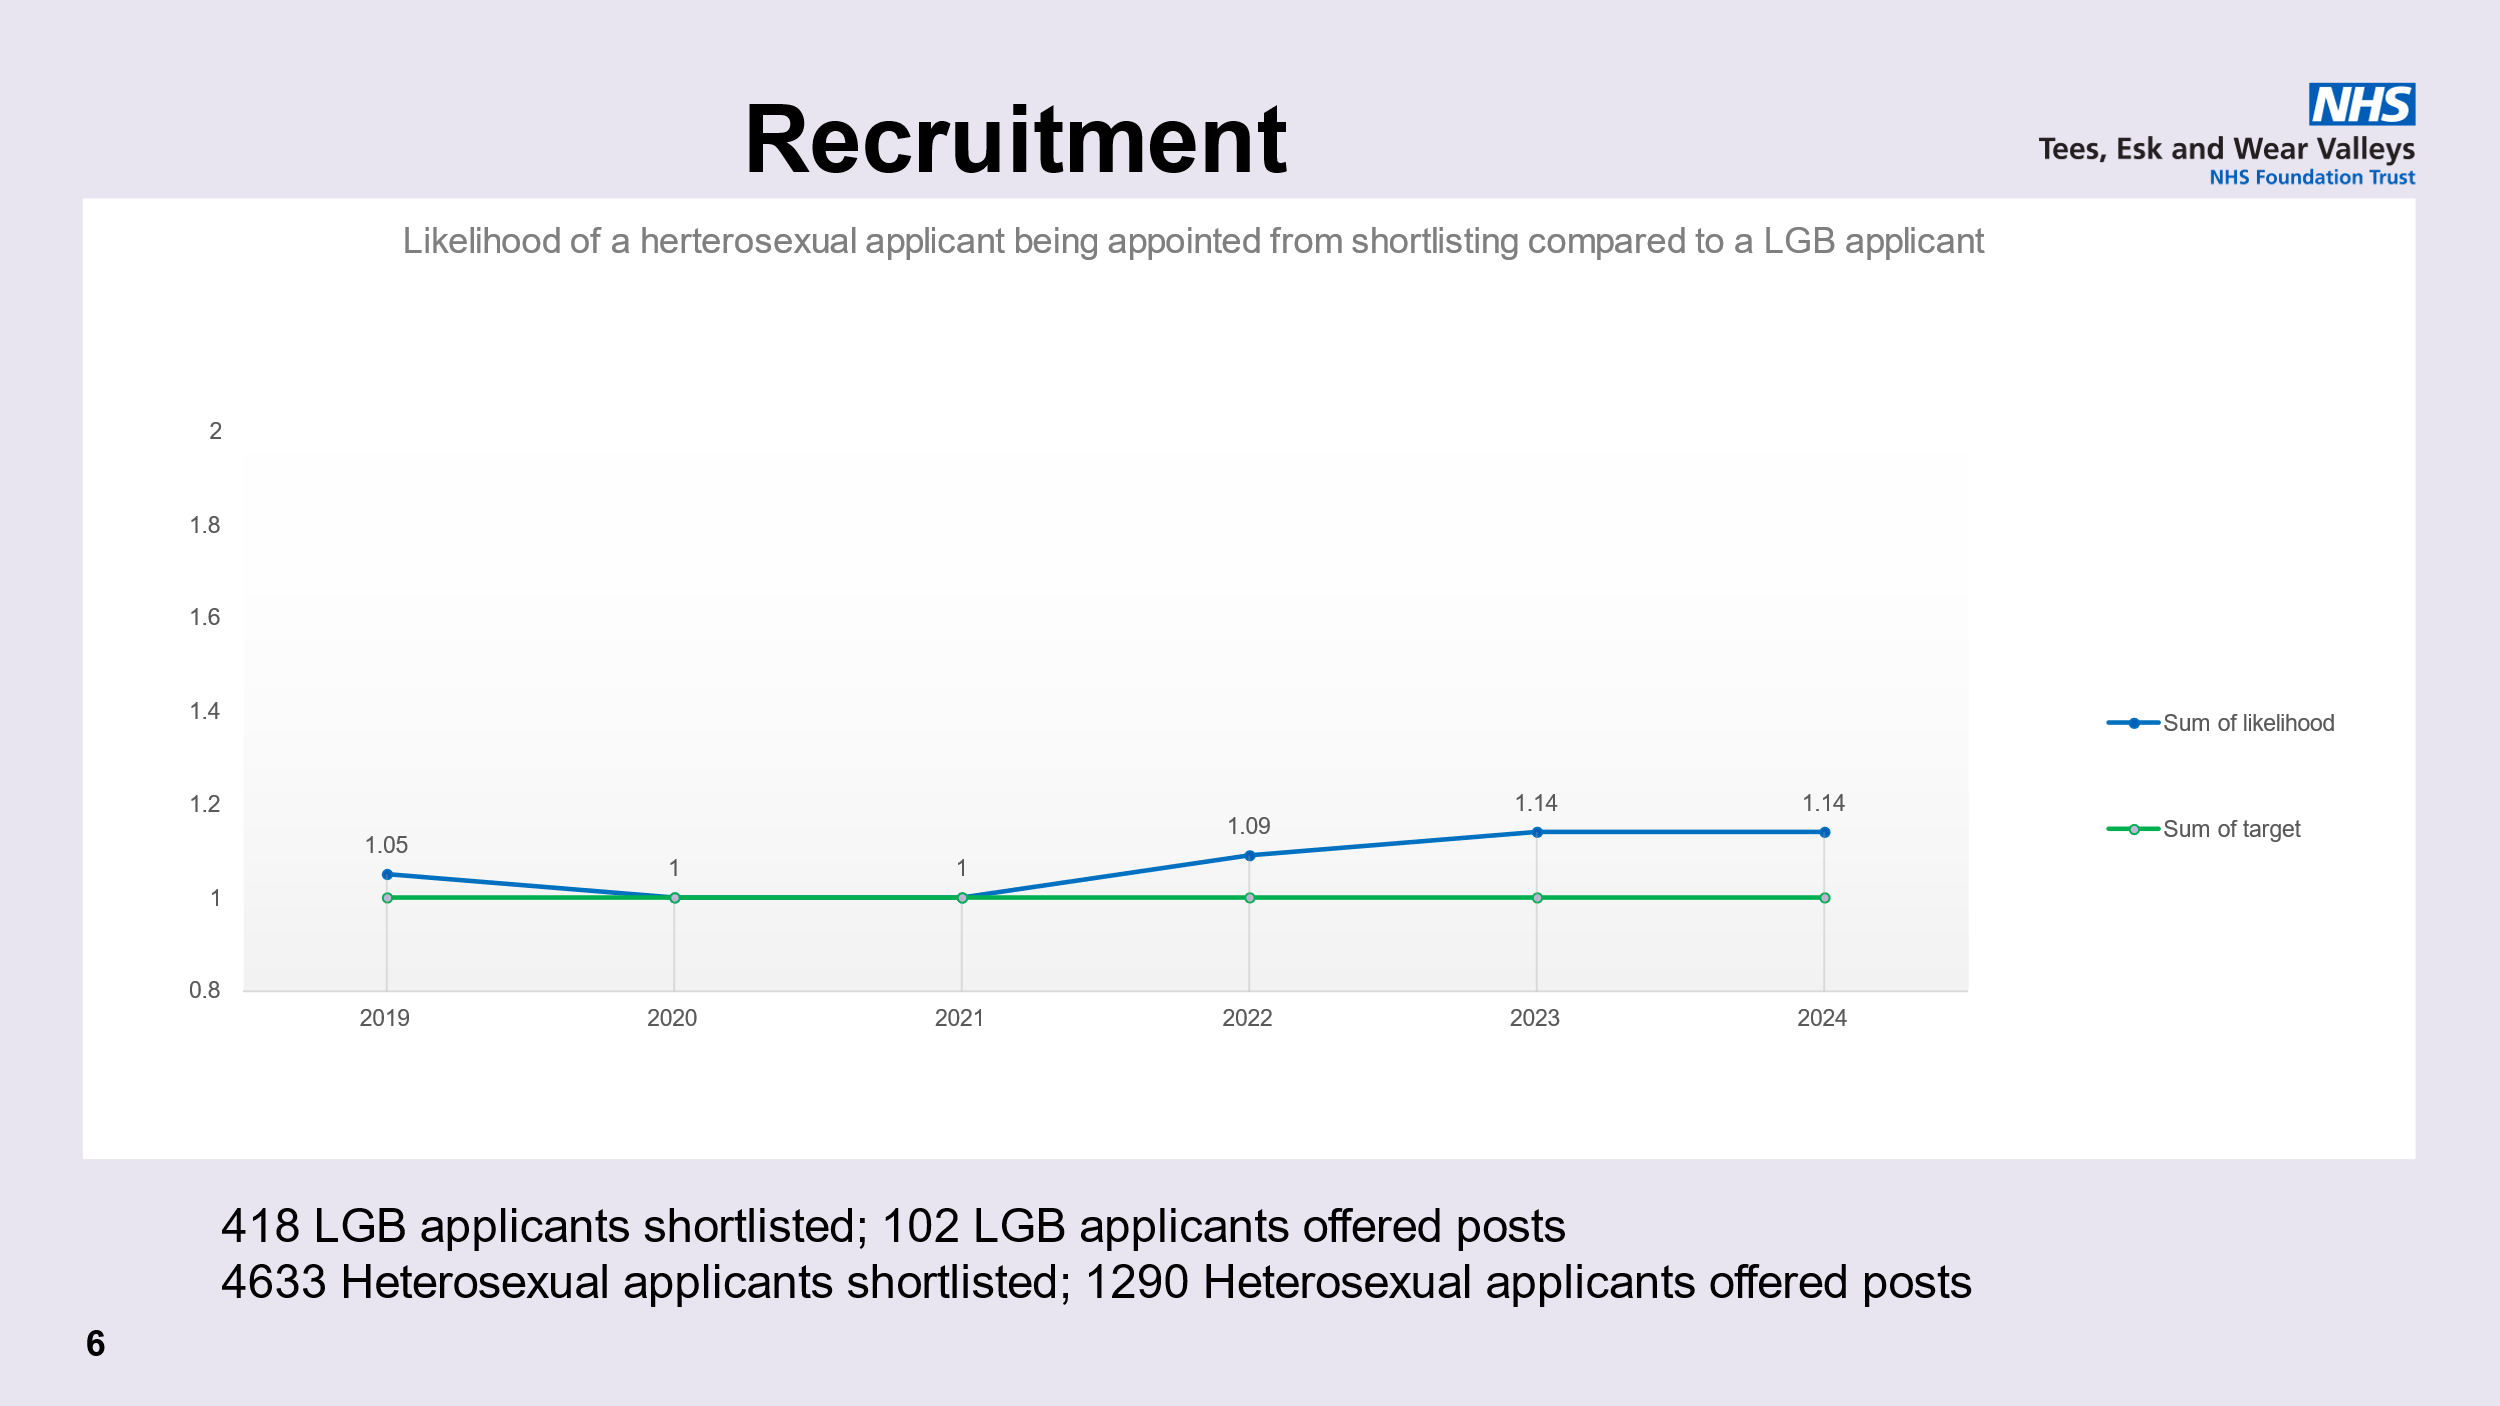 Recruitment
NHS
Tees, Esk and Wear Valleys
NHS Foundation Trust
Likelihood of a herterosexual applicant being appointed from shortlisting compared to a LGB applicant
2
1.8
1.6
1.4
1.2
1
0.8
1.05
1
1
1.09
1.14
1.14
2019
2020
2021
2022
2023
2024
Sum of likelihood
Sum of target
418 LGB applicants shortlisted; 102 LGB applicants offered posts
4633 Heterosexual applicants shortlisted; 1290 Heterosexual applicants offered posts
6